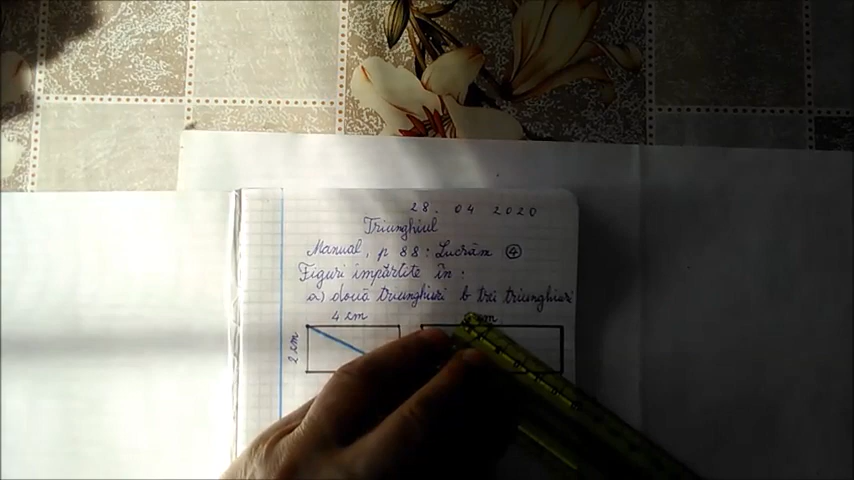 28. 04 2020
Triunghiul
Manual, p 88: Lucrăm 4
Figuri împărțite în:
a) două triunghiuri b trei triunghiuri
4 cm
2 cm